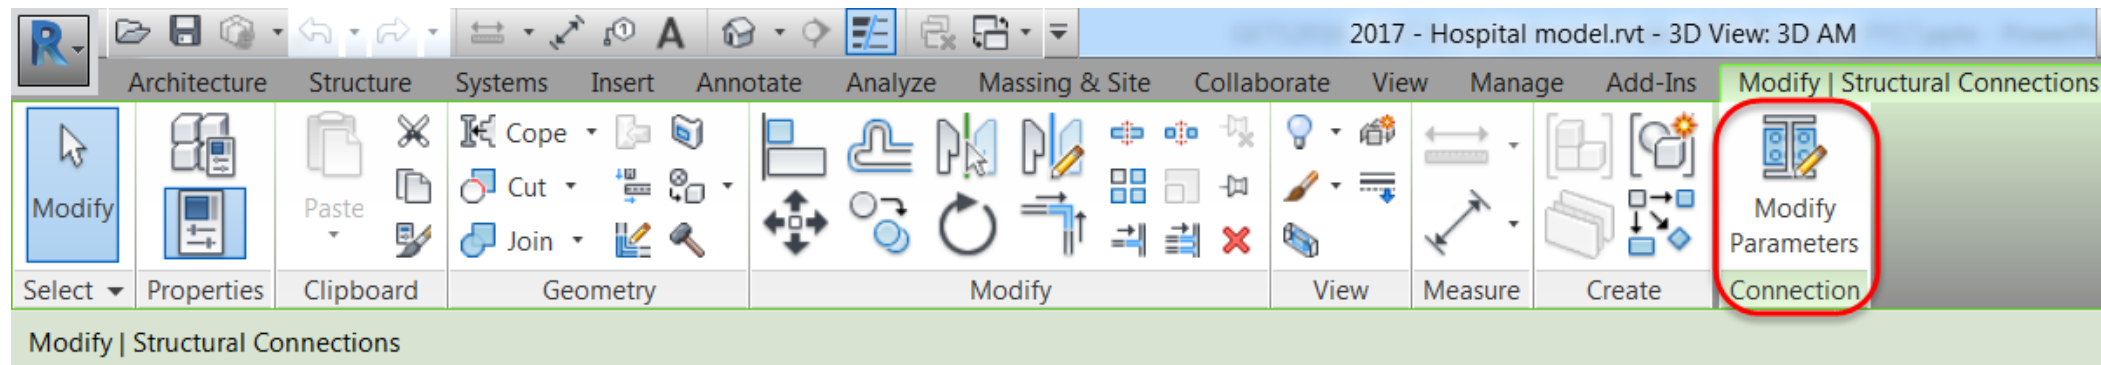 2017 - Hospital model.rvt - 3D View: 3D AM
Architecture Structure Systems Insert Annotate Analyze Massing & Site Collaborate View Manage Add-Ins Modify | Structural Connections
Modify
Paste
Cope
Cut
Join
Modify
Parameters
Select Properties Clipboard Geometry Modify View Measure Create Connection
Modify | Structural Connections